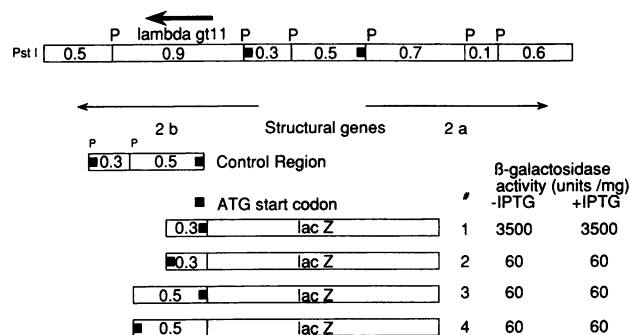 P lambda gt11 P P P P P
Pst I 0.5 0.9 0.3 0.5 0.7 0.1 0.6
2 b Structural genes 2 a
P P
0.3 0.5 Control Region
ß-galactosidase
activity (units /mg)
ATG start codon # -IPTG +IPTG
0.3 lac Z 1 3500 3500
0.3 lac Z 2 60 60
0.5 lac Z 3 60 60
0.5 lac Z 4 60 60